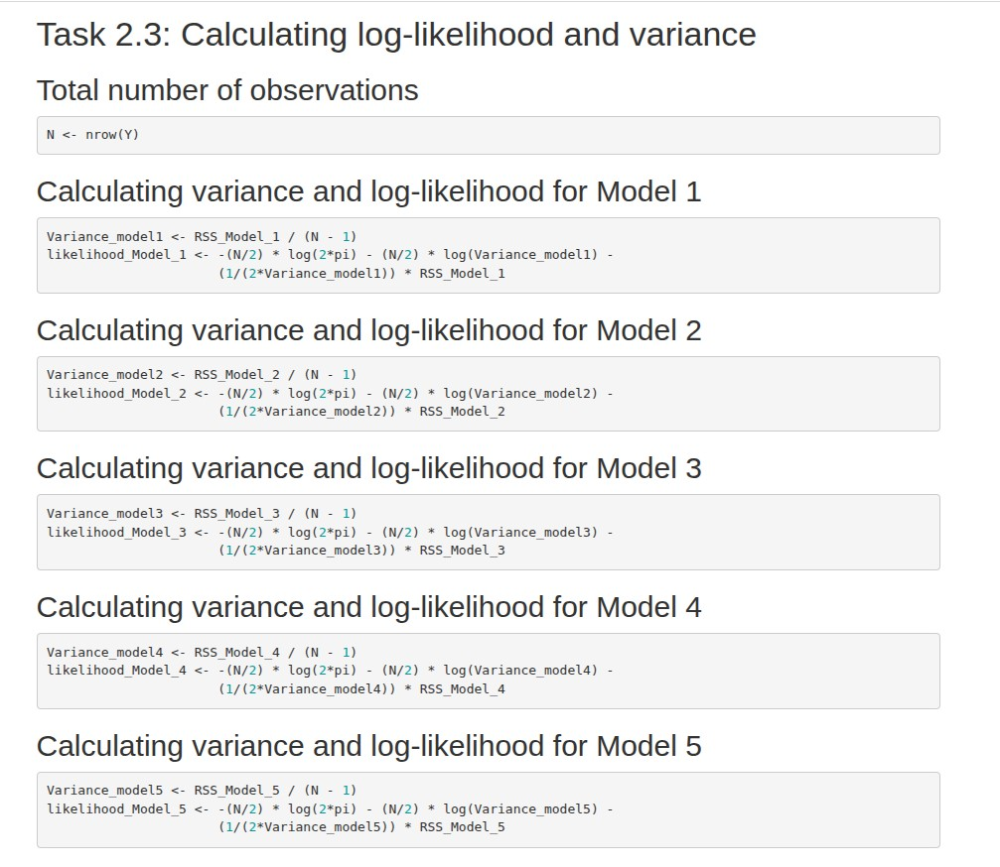 Task 2.3: Calculating log-likelihood and variance
Total number of observations
N <- nrow(Y)
Calculating variance and log-likelihood for Model 1
Variance_model1 <- RSS_Model_1 / (N - 1)
likelihood_Model_1 <- -(N/2) * log(2*pi) - (N/2) * log(Variance_model1) -
(1/(2*Variance_model1)) * RSS_Model_1
Calculating variance and log-likelihood for Model 2
Variance_model2 <- RSS_Model_2 / (N - 1)
likelihood_Model_2 <- -(N/2) * log(2*pi) - (N/2) * log(Variance_model2) -
(1/(2*Variance_model2)) * RSS_Model_2
Calculating variance and log-likelihood for Model 3
Variance_model3 <- RSS_Model_3 / (N - 1)
likelihood_Model_3 <- -(N/2) * log(2*pi) - (N/2) * log(Variance_model3) -
(1/(2*Variance_model3)) * RSS_Model_3
Calculating variance and log-likelihood for Model 4
Variance_model4 <- RSS_Model_4 / (N - 1)
likelihood_Model_4 <- -(N/2) * log(2*pi) - (N/2) * log(Variance_model4) -
(1/(2*Variance_model4)) * RSS_Model_4
Calculating variance and log-likelihood for Model 5
Variance_model5 <- RSS_Model_5 / (N - 1)
likelihood_Model_5 <- -(N/2) * log(2*pi) - (N/2) * log(Variance_model5) -
(1/(2*Variance_model5)) * RSS_Model_5